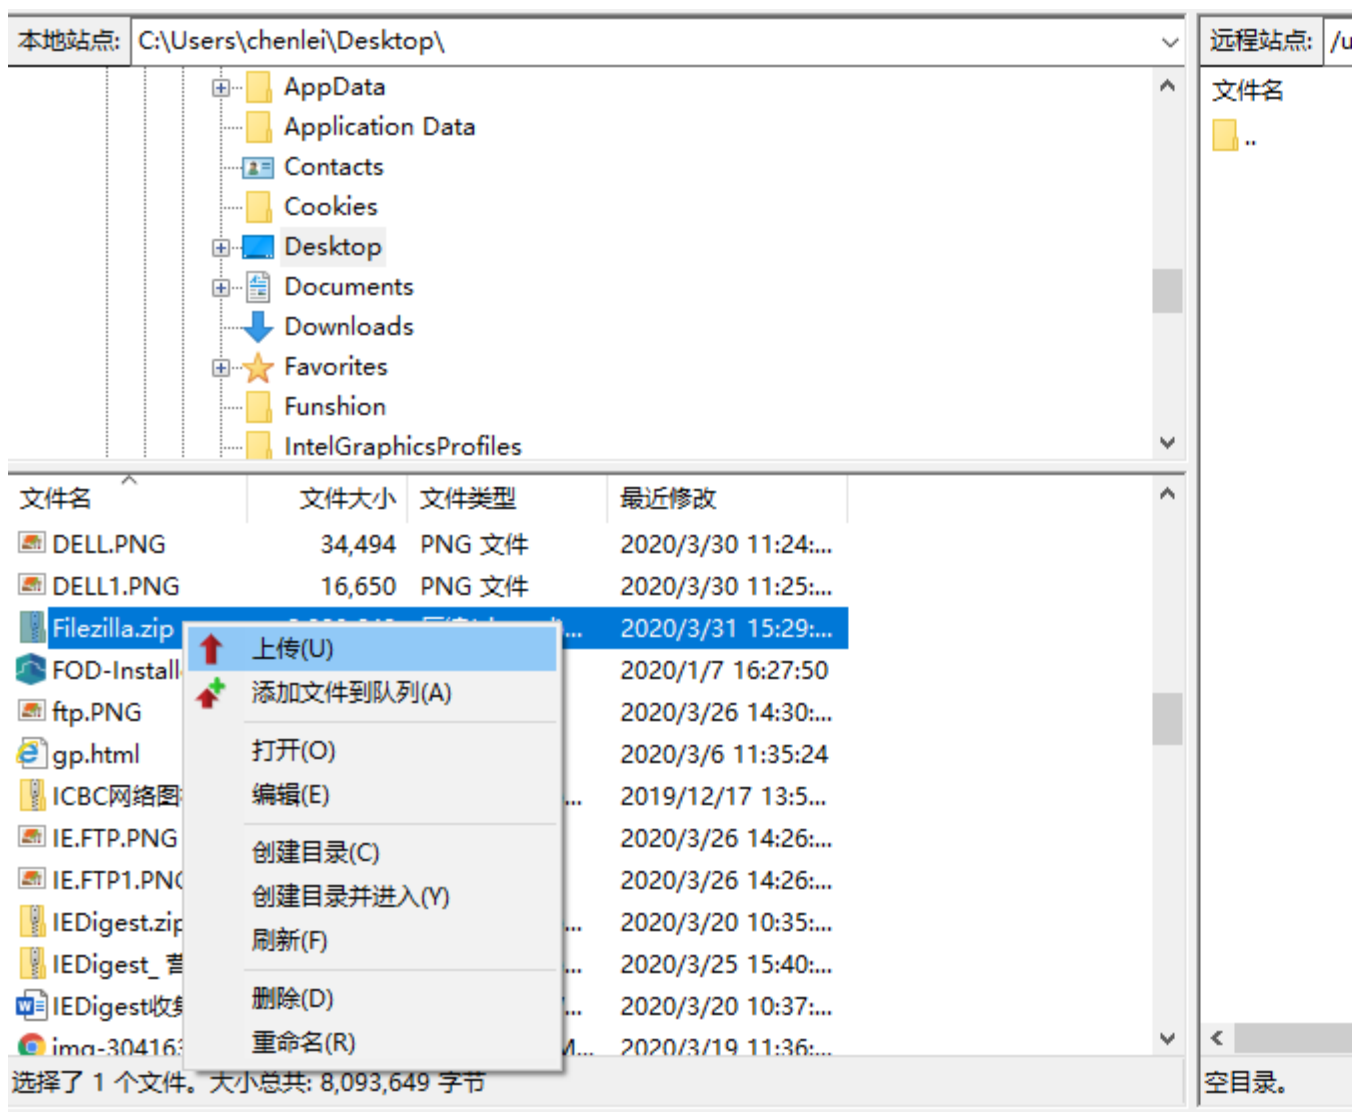 本地站点: C:\Users\chenlei\Desktop\
AppData
Application Data
Contacts
Cookies
Desktop
Documents
Downloads
Favorites
Funshion
IntelGraphicsProfiles
文件名 文件大小 文件类型 最近修改
DELL.PNG 34,494 PNG 文件 2020/3/30 11:24:...
DELL1.PNG 16,650 PNG 文件 2020/3/30 11:25:...
Filezilla.zip ... 2020/3/31 15:29:...
FOD-Install 2020/1/7 16:27:50
ftp.PNG 2020/3/26 14:30:...
gp.html 2020/3/6 11:35:24
ICBC网络图 ... 2019/12/17 13:5...
IE.FTP.PNG 2020/3/26 14:26:...
IE.FTP1.PNG 2020/3/26 14:26:...
IEDigest.zip ... 2020/3/20 10:35:...
IEDigest_ ... 2020/3/25 15:40:...
IEDigest收集 ... 2020/3/20 10:37:...
img-304163 M... 2020/3/19 11:36:...
上传(U)
添加文件到队列(A)
打开(O)
编辑(E)
创建目录(C)
创建目录并进入(Y)
刷新(F)
删除(D)
重命名(R)
选择了 1 个文件。大小总共: 8,093,649 字节
远程站点: /u
文件名
..
空目录。